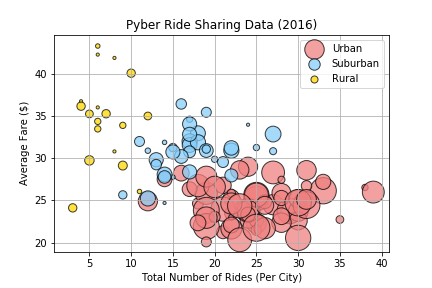 Pyber Ride Sharing Data (2016)
Urban
Suburban
Rural
Average Fare ($)
40
35
30
25
20
5
10
15
20
25
30
35
40
Total Number of Rides (Per City)